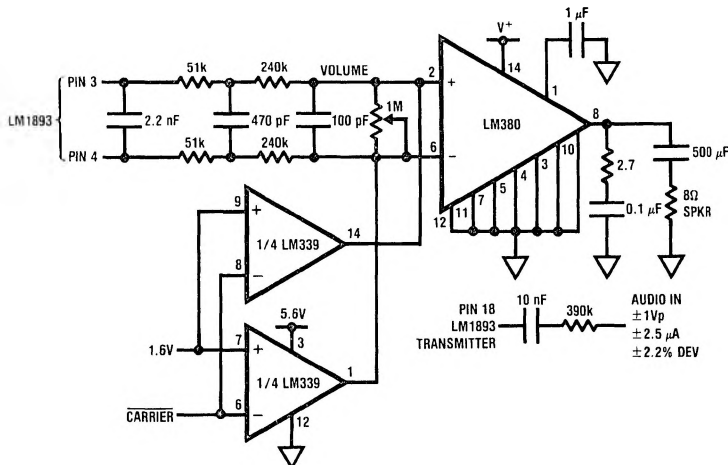 1 µF
V⁺
51k
240k
VOLUME
PIN 3
2
+
14
1
LM1893
2.2 nF
470 pF
100 pF
1M
LM380
8
51k
240k
PIN 4
6
−
10
3
4
5
7
11
12
2.7
500 µF
0.1 µF
8Ω
SPKR
9
+
14
1/4 LM339
8
−
5.6V
3
1.6V
7
+
1/4 LM339
1
CARRIER
6
−
12
PIN 18
LM1893
TRANSMITTER
10 nF
390k
AUDIO IN
±1Vp
±2.5 µA
±2.2% DEV